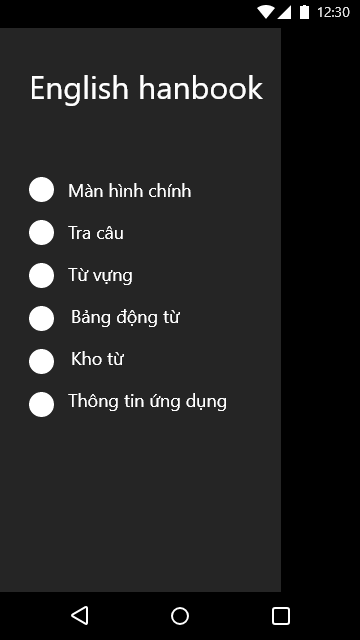 12:30
English hanbook
Màn hình chính
Tra câu
Từ vựng
Bảng động từ
Kho từ
Thông tin ứng dụng